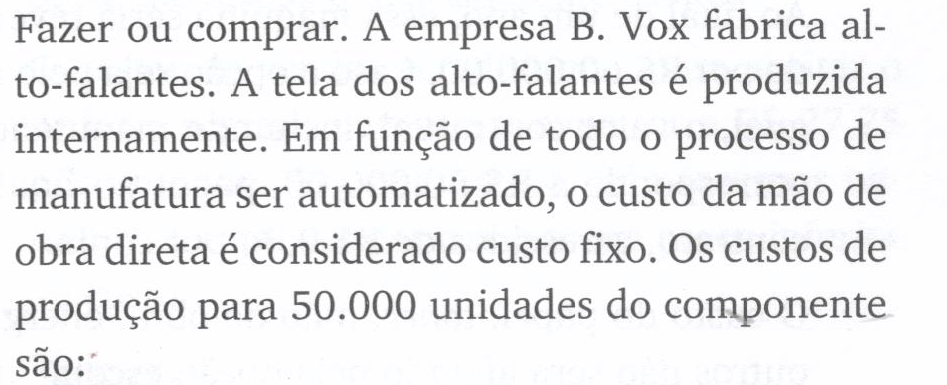 Fazer ou comprar. A empresa B. Vox fabrica al-
to-falantes. A tela dos alto-falantes é produzida
internamente. Em função de todo o processo de
manufatura ser automatizado, o custo da mão de
obra direta é considerado custo fixo. Os custos de
produção para 50.000 unidades do componente
são: